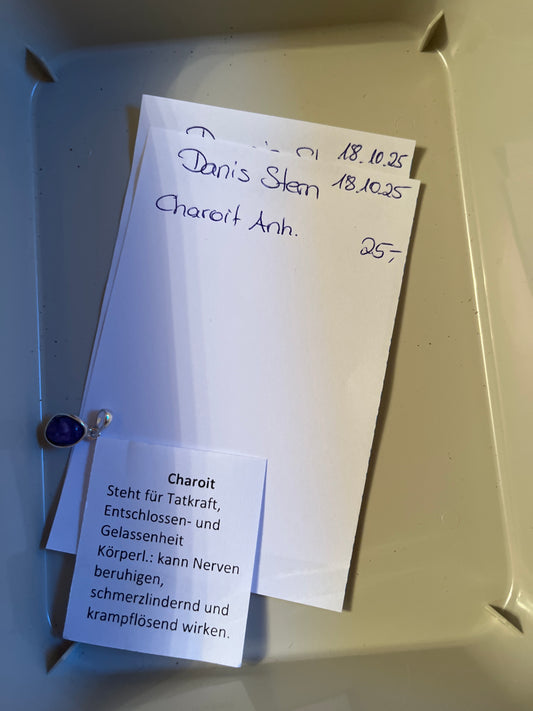 18.10.25
Danis Stern 18.10.25
Charoit Anh.
25,-
Charoit
Steht für Tatkraft,
Entschlossen- und
Gelassenheit
Körperl.: kann Nerven
beruhigen,
schmerzlindernd und
krampflösend wirken.